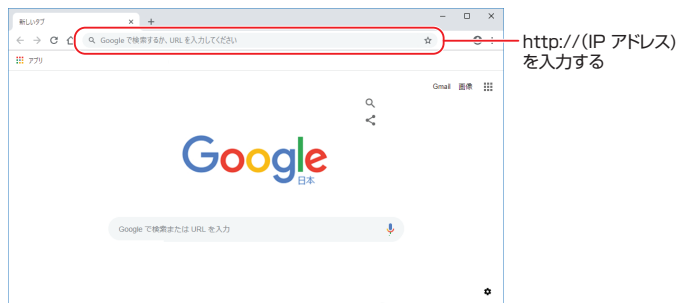 新しいタブ
Google で検索するか、URL を入力してください
アプリ
Gmail 画像
Google
日本
Google で検索または URL を入力
http://(IP アドレス)
を入力する